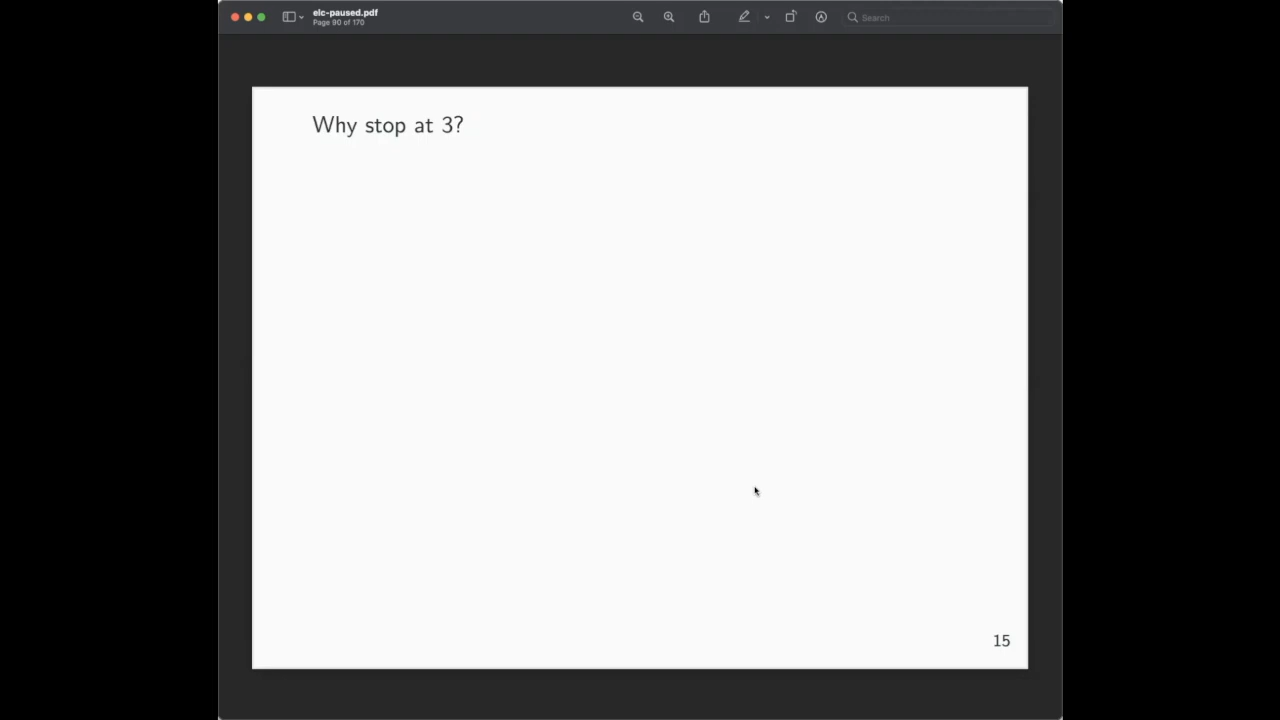 elc-paused.pdf
Page 90 of 170
Search
Why stop at 3?
15